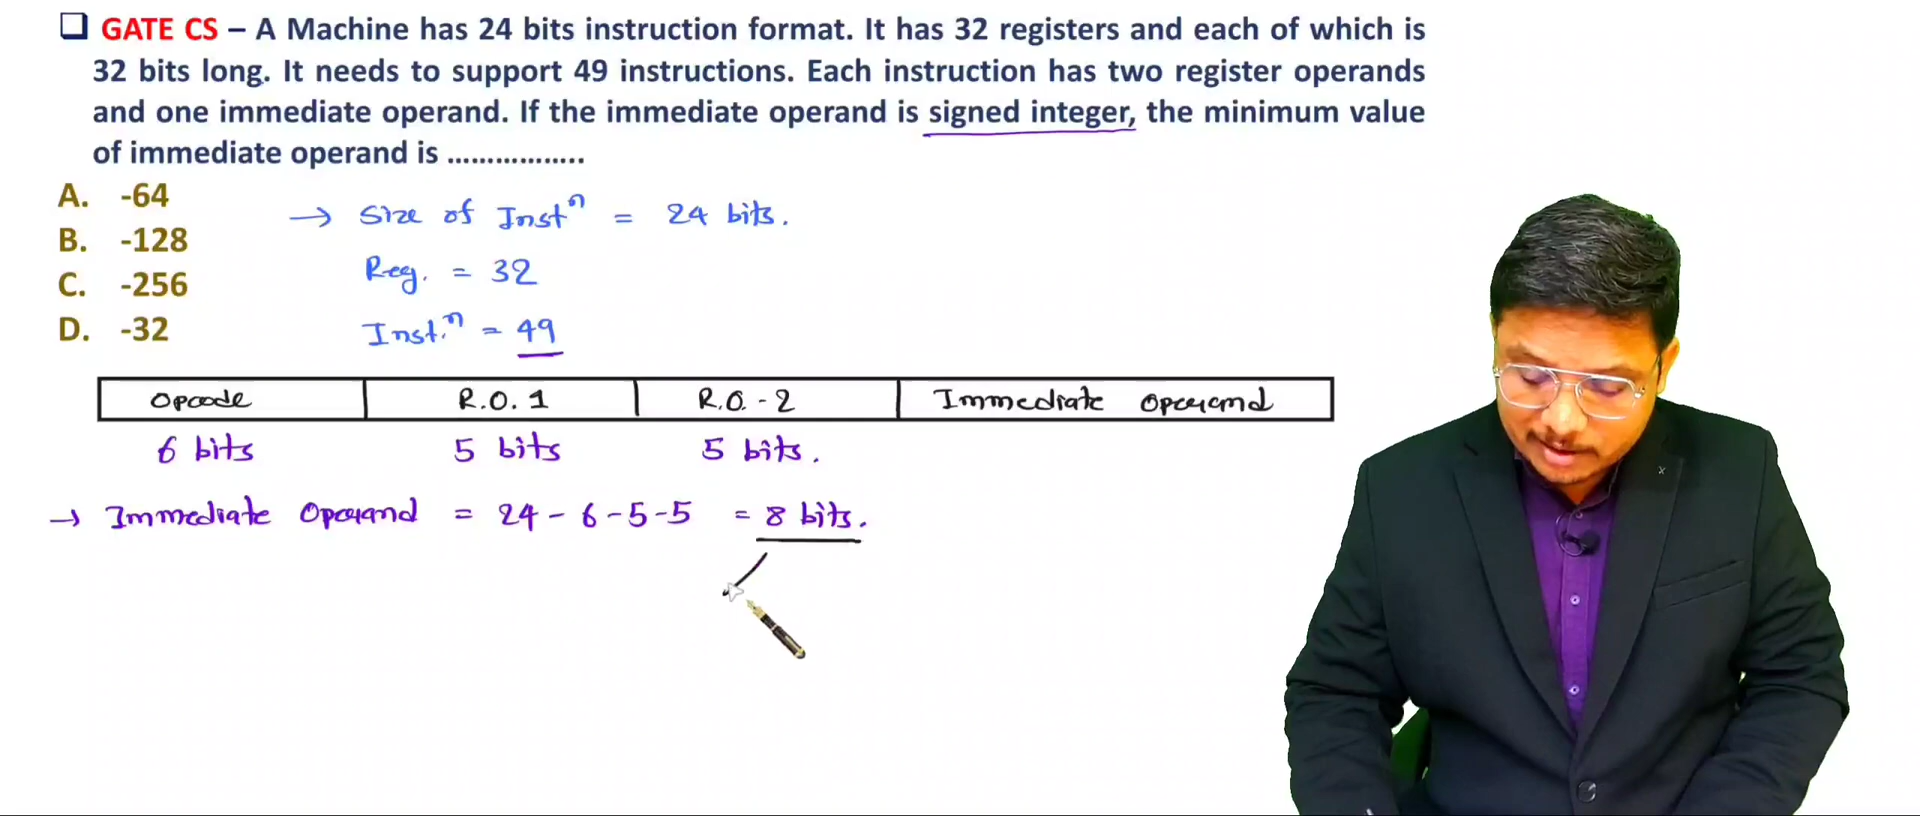 ❑ GATE CS – A Machine has 24 bits instruction format. It has 32 registers and each of which is
32 bits long. It needs to support 49 instructions. Each instruction has two register operands
and one immediate operand. If the immediate operand is signed integer, the minimum value
of immediate operand is .................
A. -64
B. -128
C. -256
D. -32
→ Size of Instⁿ = 24 bits.
Reg. = 32
Inst.ⁿ = 49
Opcode R.O. 1 R.O. - 2 Immediate Operand
6 bits 5 bits 5 bits.
→ Immediate Operand = 24 - 6 - 5 - 5 = 8 bits.